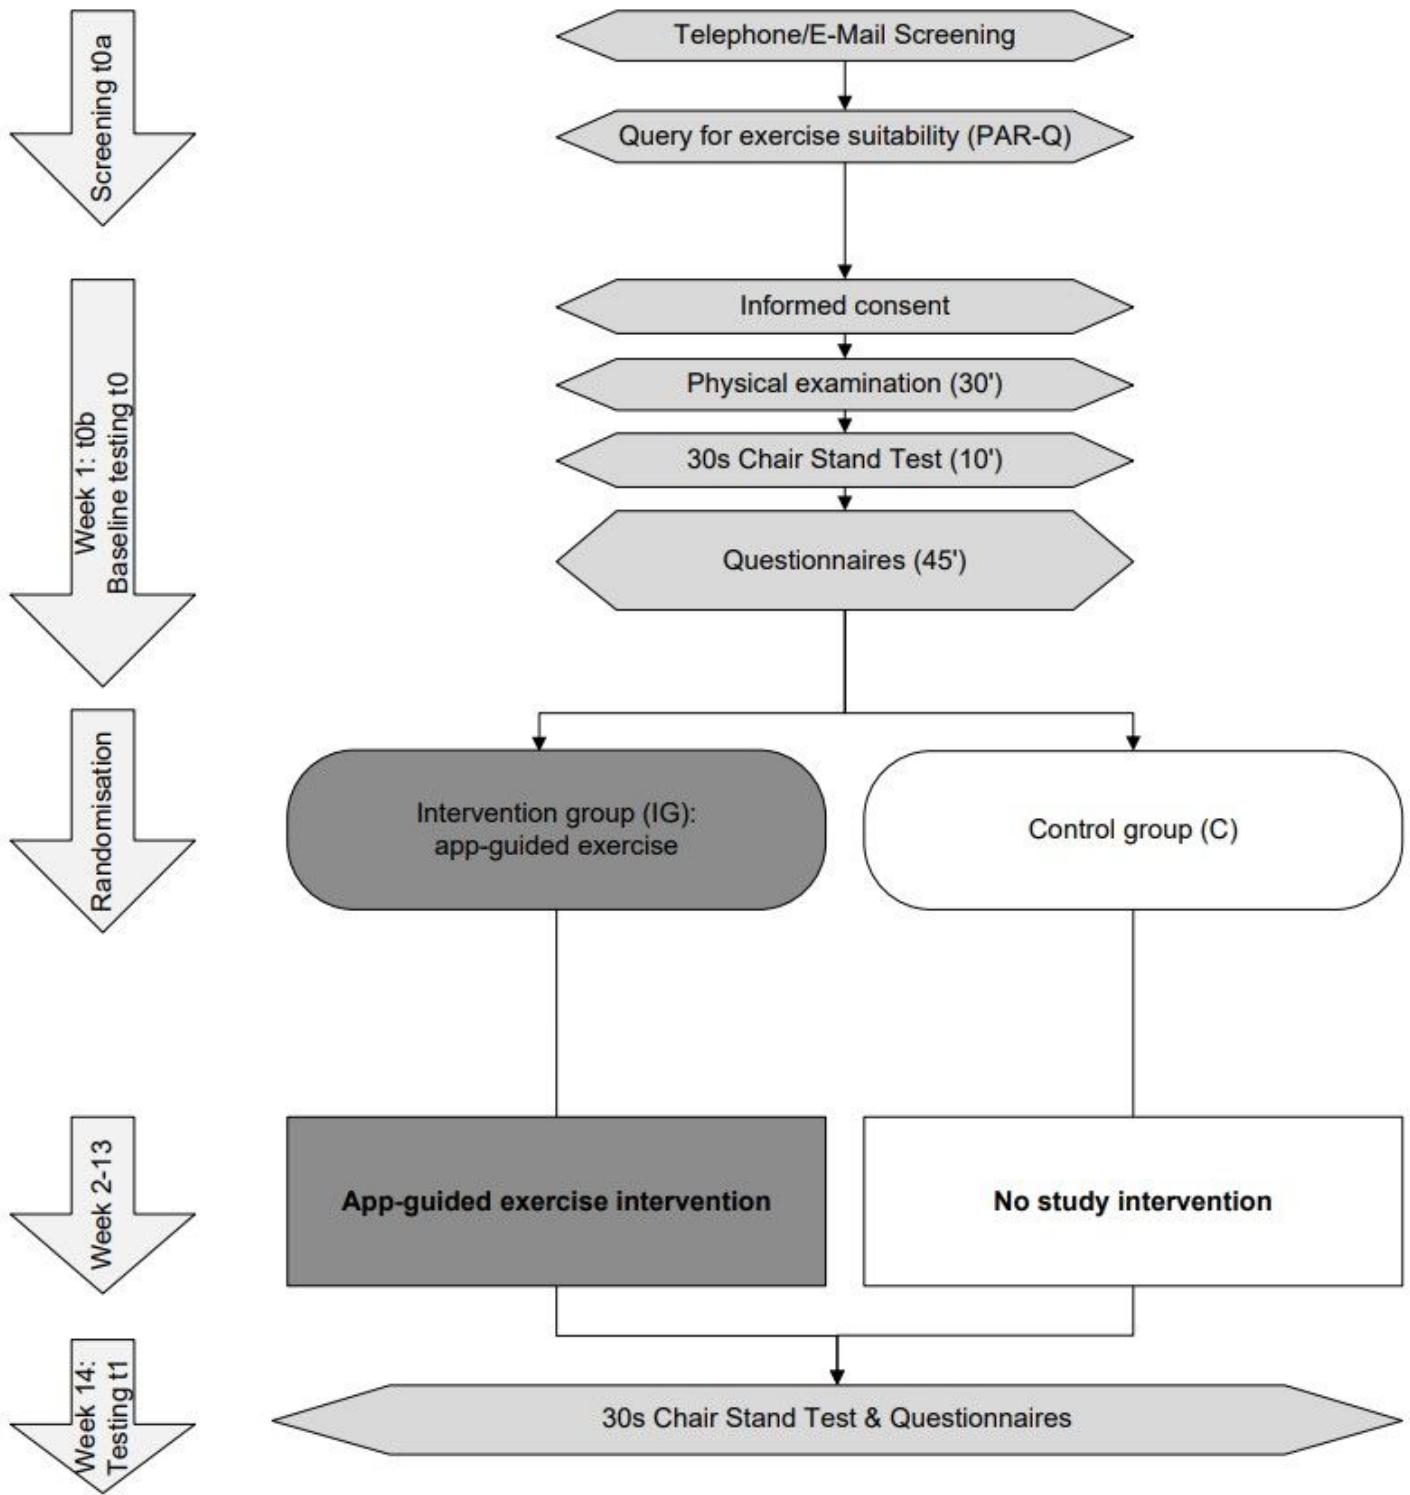 Screening t0a
Telephone/E-Mail Screening
Query for exercise suitability (PAR-Q)
Week 1: t0b
Baseline testing t0
Informed consent
Physical examination (30')
30s Chair Stand Test (10')
Questionnaires (45')
Randomisation
Intervention group (IG):
app-guided exercise
Control group (C)
Week 2-13
App-guided exercise intervention
No study intervention
Week 14:
Testing t1
30s Chair Stand Test & Questionnaires